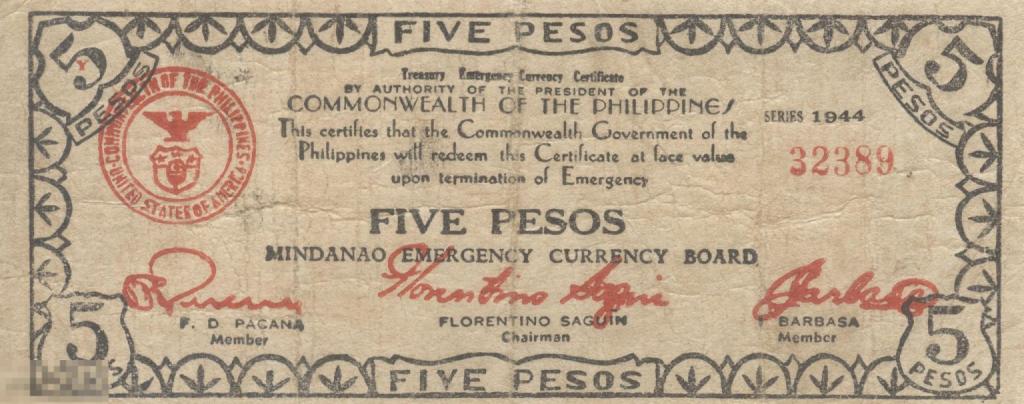 FIVE PESOS
5 PESOS
Y
5 PESOS
Treasury Emergency Currency Certificate
BY AUTHORITY OF THE PRESIDENT OF THE
COMMONWEALTH OF THE PHILIPPINES
SERIES 1944
This certifies that the Commonwealth Government of the
Philippines will redeem this Certificate at face value
upon termination of Emergency
32389
COMMONWEALTH OF THE PHILIPPINES
UNITED STATES OF AMERICA
FIVE PESOS
MINDANAO EMERGENCY CURRENCY BOARD
Florentino Saguin
F. D PACANA
Member
FLORENTINO SAGUIN
Chairman
BARBASA
Member
5
5 PESOS
FIVE PESOS